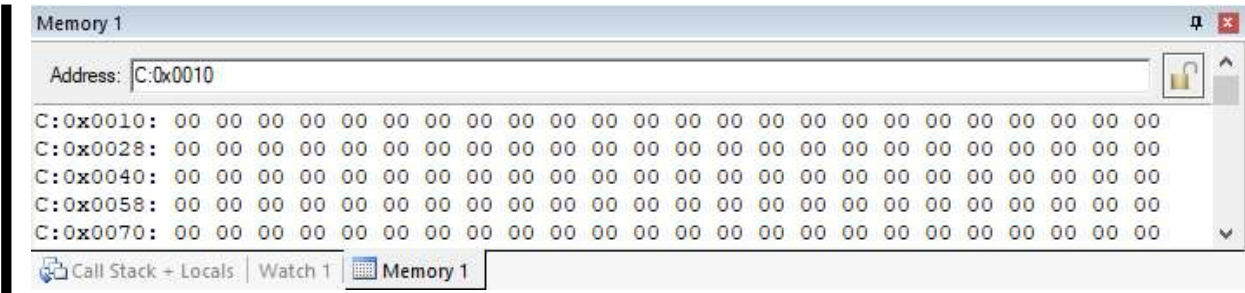 Memory 1
Address: C:0x0010
C:0x0010: 00 00 00 00 00 00 00 00 00 00 00 00 00 00 00 00 00 00 00 00 00 00 00 00
C:0x0028: 00 00 00 00 00 00 00 00 00 00 00 00 00 00 00 00 00 00 00 00 00 00 00 00
C:0x0040: 00 00 00 00 00 00 00 00 00 00 00 00 00 00 00 00 00 00 00 00 00 00 00 00
C:0x0058: 00 00 00 00 00 00 00 00 00 00 00 00 00 00 00 00 00 00 00 00 00 00 00 00
C:0x0070: 00 00 00 00 00 00 00 00 00 00 00 00 00 00 00 00 00 00 00 00 00 00 00 00
Call Stack + Locals | Watch 1 | Memory 1